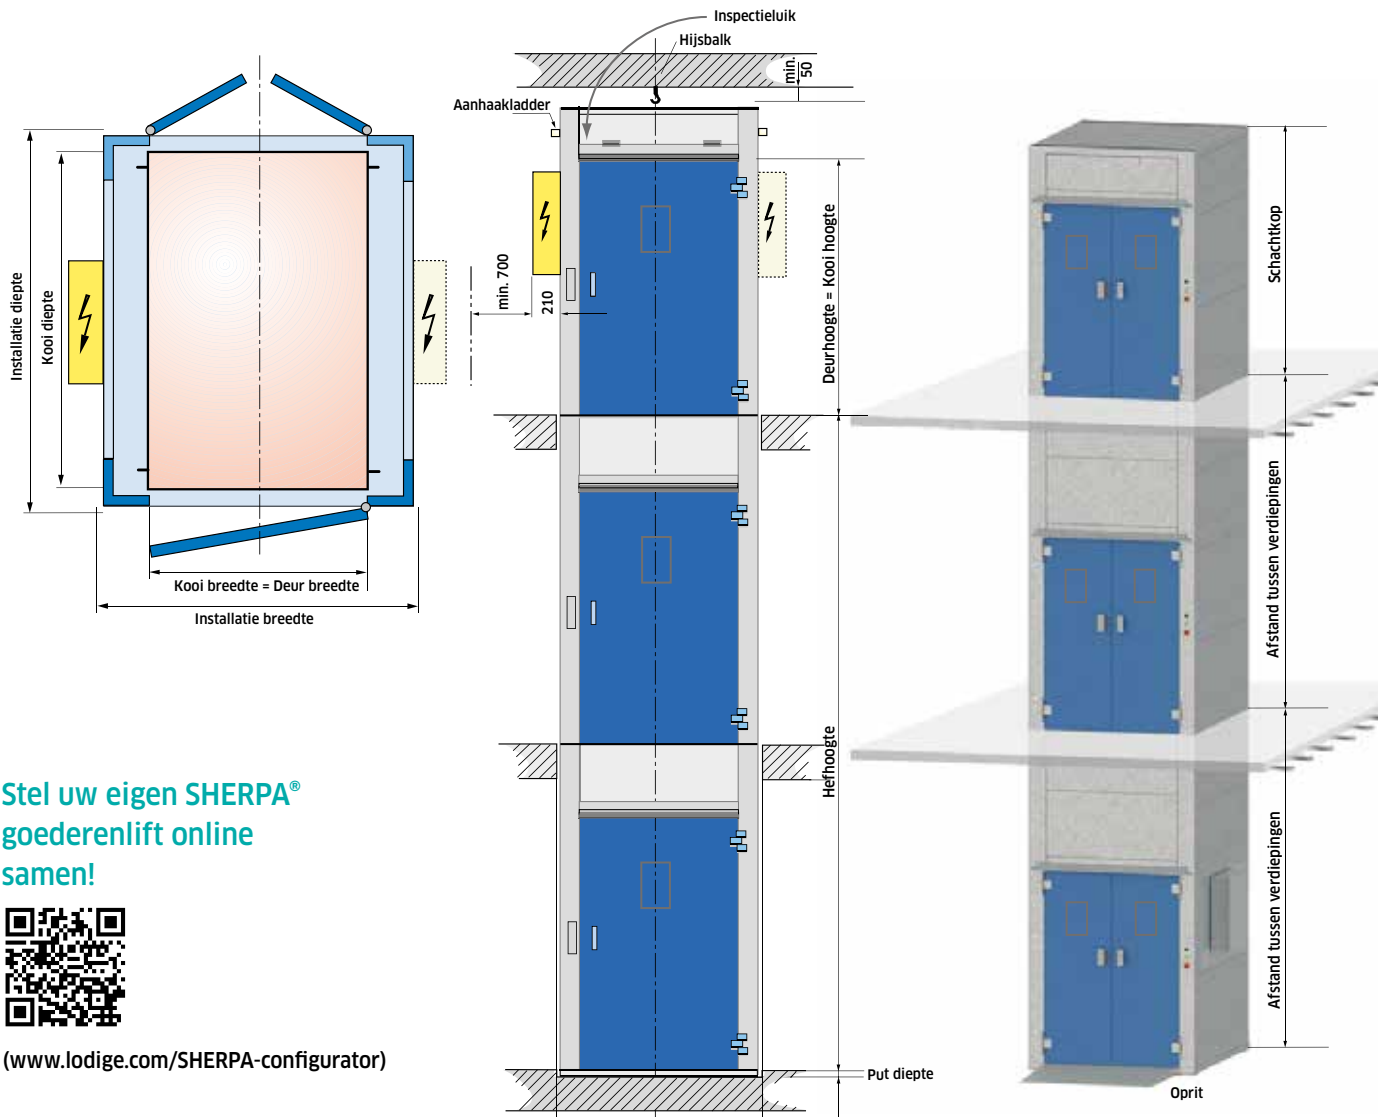 Inspectieluik
Hijsbalk
min. 50
Aanhaakladder
Installatie diepte
Kooi diepte
min. 700
210
Deurhoogte = Kooi hoogte
Schachtkop
Kooi breedte = Deur breedte
Installatie breedte
Afstand tussen verdiepingen
Hefhoogte
Afstand tussen verdiepingen
Stel uw eigen SHERPA®
goederenlift online
samen!
(www.lodige.com/SHERPA-configurator)
Put diepte
Oprit